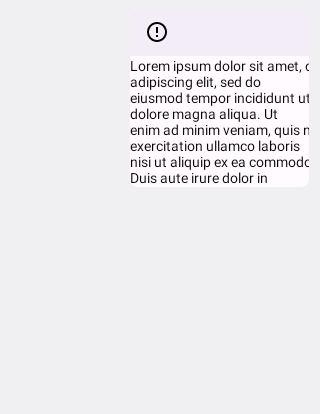 Lorem ipsum dolor sit amet,
adipiscing elit, sed do
eiusmod tempor incididunt ut
dolore magna aliqua. Ut
enim ad minim veniam, quis
exercitation ullamco laboris
nisi ut aliquip ex ea commodo
Duis aute irure dolor in